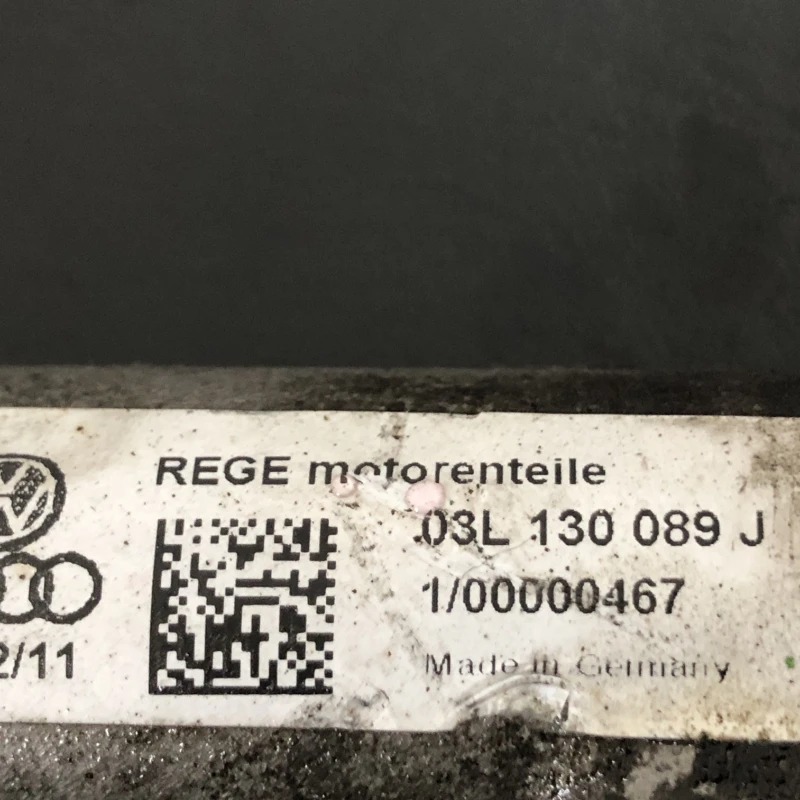 REGE motorenteile
03L 130 089 J
1/00000467
2/11
Made in Germany